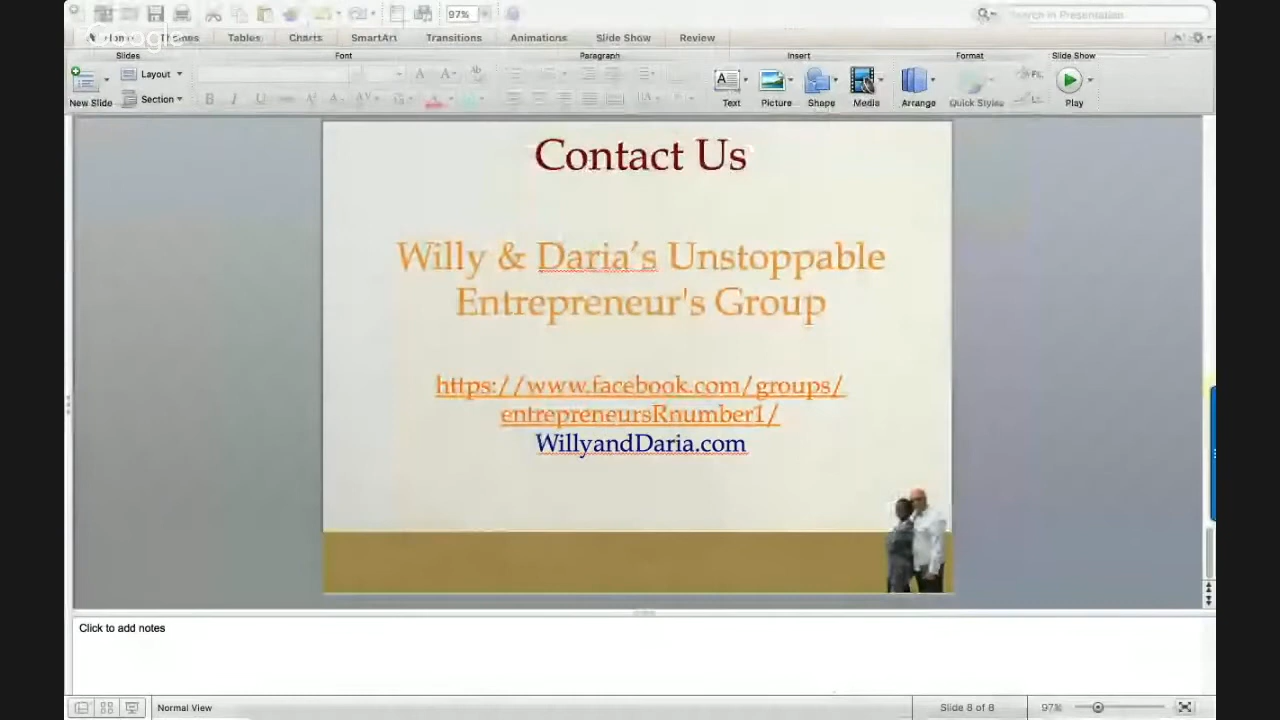 97%
Search in Presentation
Google
Home
Themes
Tables
Charts
SmartArt
Transitions
Animations
Slide Show
Review
Slides
Font
Paragraph
Insert
Format
Slide Show
New Slide
Layout
Section
Text
Picture
Shape
Media
Arrange
Quick Styles
Play
Contact Us
Willy & Daria’s Unstoppable
Entrepreneur's Group
https://www.facebook.com/groups/
entrepreneursRnumber1/
WillyandDaria.com
Click to add notes
Normal View
Slide 8 of 8
97%